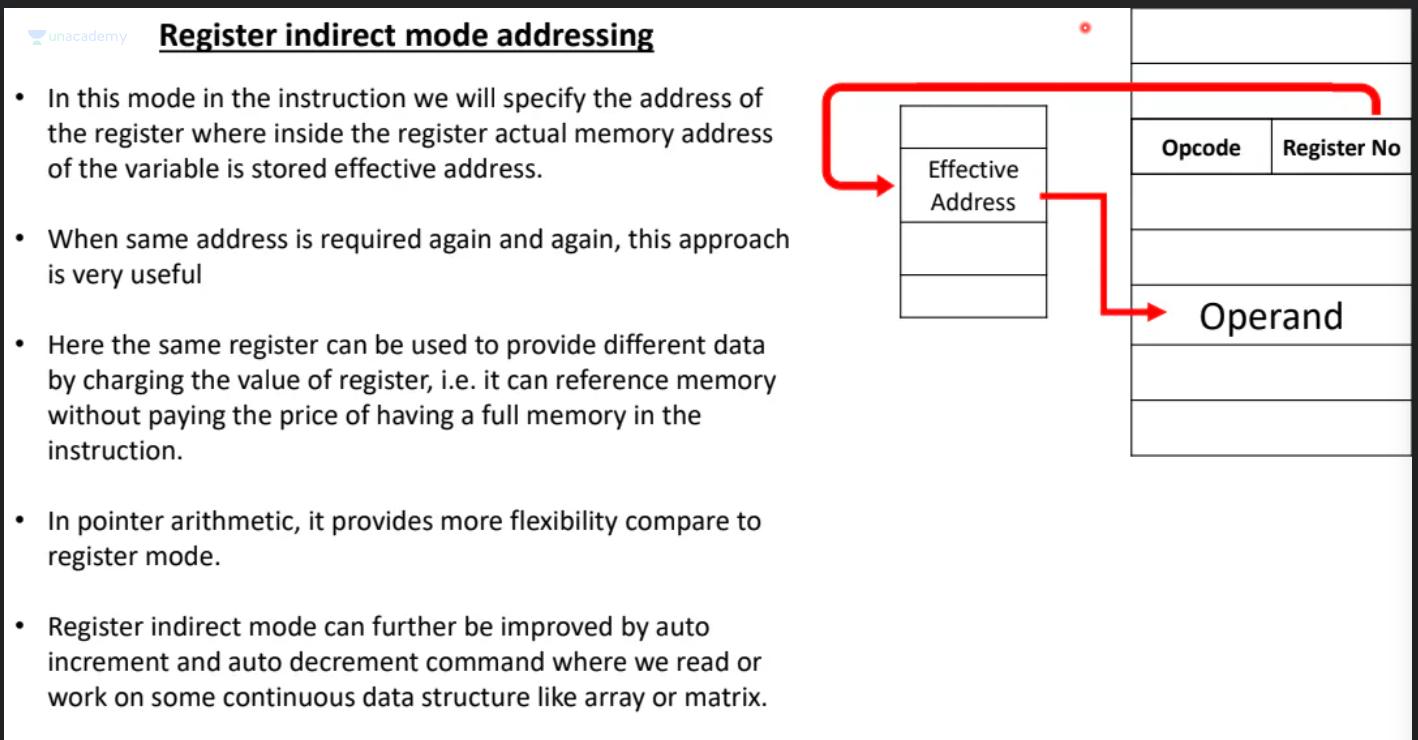 unacademy
Register indirect mode addressing
• In this mode in the instruction we will specify the address of
the register where inside the register actual memory address
of the variable is stored effective address.
• When same address is required again and again, this approach
is very useful
• Here the same register can be used to provide different data
by charging the value of register, i.e. it can reference memory
without paying the price of having a full memory in the
instruction.
• In pointer arithmetic, it provides more flexibility compare to
register mode.
• Register indirect mode can further be improved by auto
increment and auto decrement command where we read or
work on some continuous data structure like array or matrix.
Effective
Address
Opcode Register No
Operand